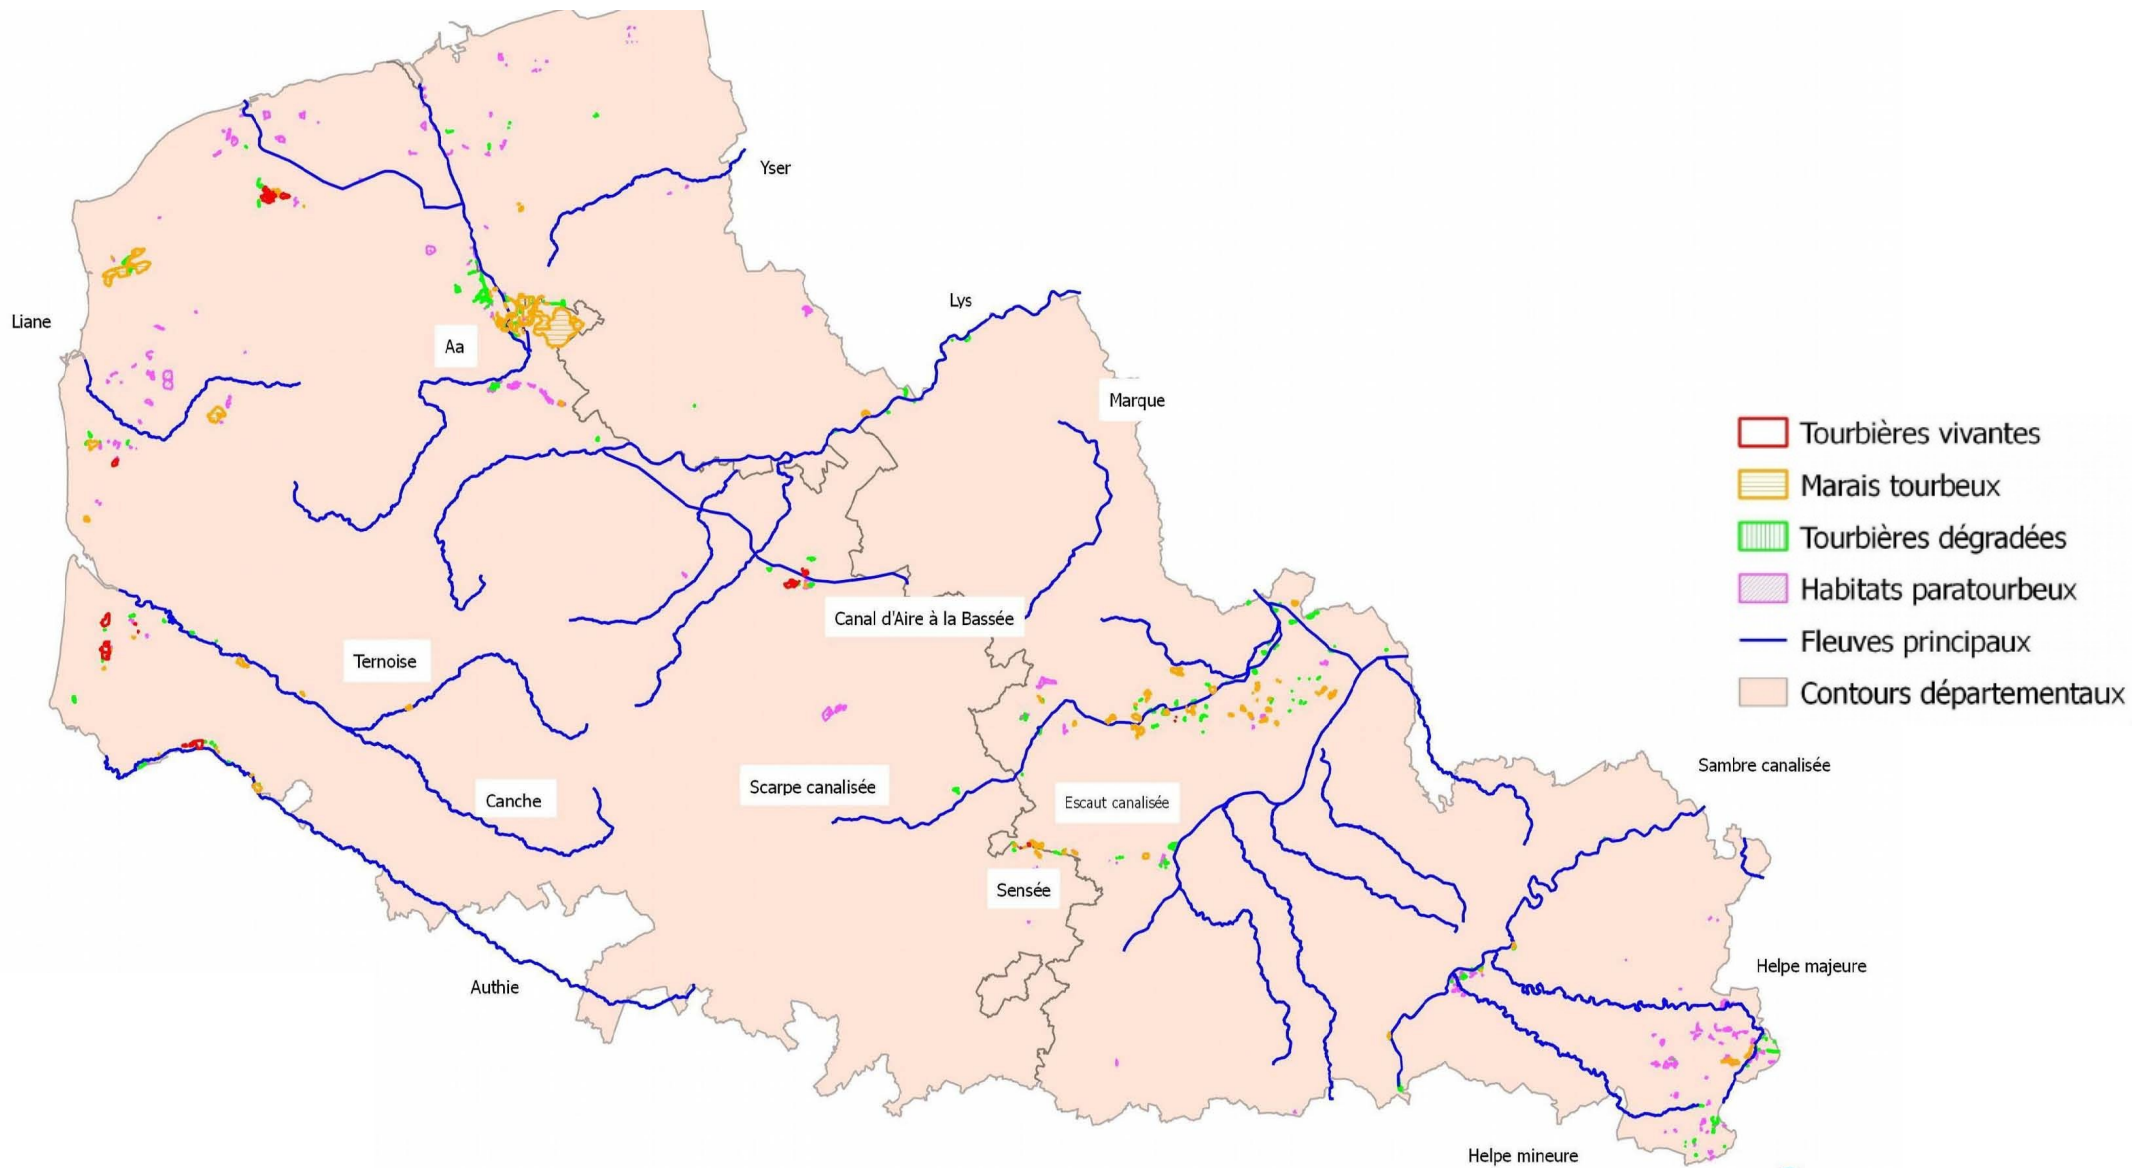 Yser
Lys
Liane
Aa
Marque
Tourbières vivantes
Marais tourbeux
Tourbières dégradées
Habitats paratourbeux
Fleuves principaux
Contours départementaux
Canal d'Aire à la Bassée
Ternoise
Sambre canalisée
Scarpe canalisée
Canche
Escaut canalisée
Sensée
Helpe majeure
Authie
Helpe mineure